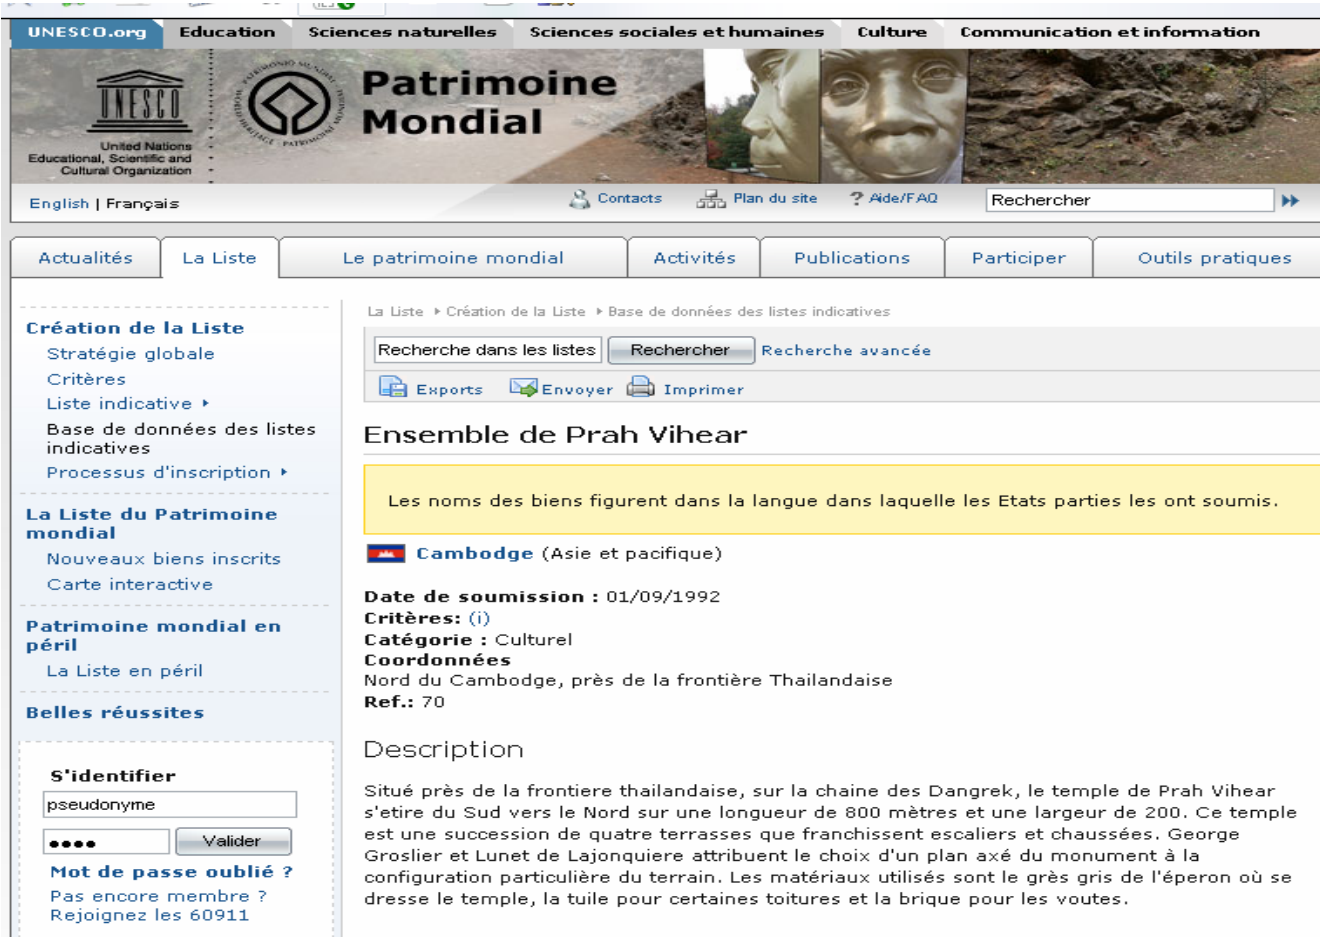 UNESCO.org Education Sciences naturelles Sciences sociales et humaines Culture Communication et information
Patrimoine
Mondial
UNESCO
United Nations
Educational, Scientific and
Cultural Organization
English | Français
Contacts Plan du site ? Aide/FAQ Rechercher
Actualités La Liste Le patrimoine mondial Activités Publications Participer Outils pratiques
Création de la Liste
Stratégie globale
Critères
Liste indicative
Base de données des listes
indicatives
Processus d'inscription
La Liste du Patrimoine
mondial
Nouveaux biens inscrits
Carte interactive
Patrimoine mondial en
péril
La Liste en péril
Belles réussites
S'identifier
pseudonyme
Valider
Mot de passe oublié ?
Pas encore membre ?
Rejoignez les 60911
La Liste Création de la Liste Base de données des listes indicatives
Recherche dans les listes Rechercher Recherche avancée
Exports Envoyer Imprimer
Ensemble de Prah Vihear
Les noms des biens figurent dans la langue dans laquelle les Etats parties les ont soumis.
Cambodge (Asie et pacifique)
Date de soumission : 01/09/1992
Critères: (i)
Catégorie : Culturel
Coordonnées
Nord du Cambodge, près de la frontière Thailandaise
Ref.: 70
Description
Situé près de la frontiere thailandaise, sur la chaine des Dangrek, le temple de Prah Vihear
s'etire du Sud vers le Nord sur une longueur de 800 mètres et une largeur de 200. Ce temple
est une succession de quatre terrasses que franchissent escaliers et chaussées. George
Groslier et Lunet de Lajonquiere attribuent le choix d'un plan axé du monument à la
configuration particulière du terrain. Les matériaux utilisés sont le grès gris de l'éperon où se
dresse le temple, la tuile pour certaines toitures et la brique pour les voutes.